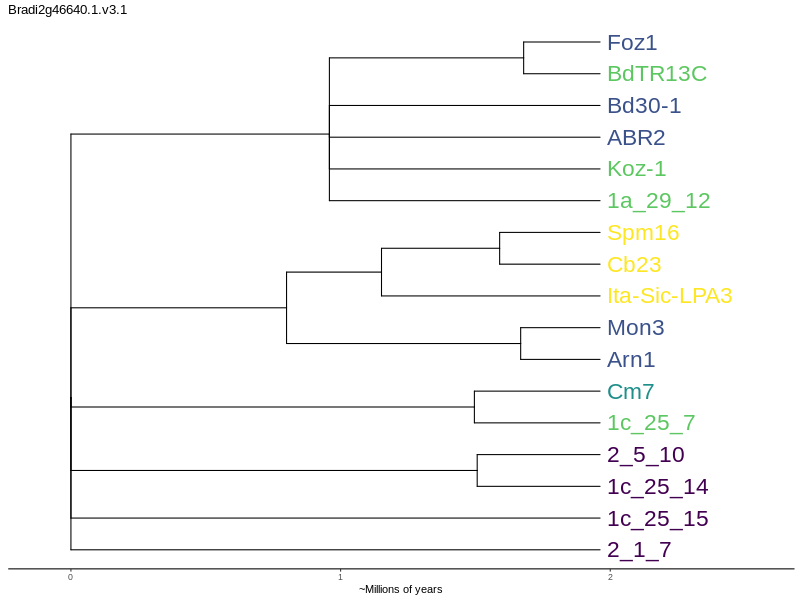 Bradi2g46640.1.v3.1
Foz1
BdTR13C
Bd30-1
ABR2
Koz-1
1a_29_12
Spm16
Cb23
Ita-Sic-LPA3
Mon3
Arn1
Cm7
1c_25_7
2_5_10
1c_25_14
1c_25_15
2_1_7
0 1 2
~Millions of years